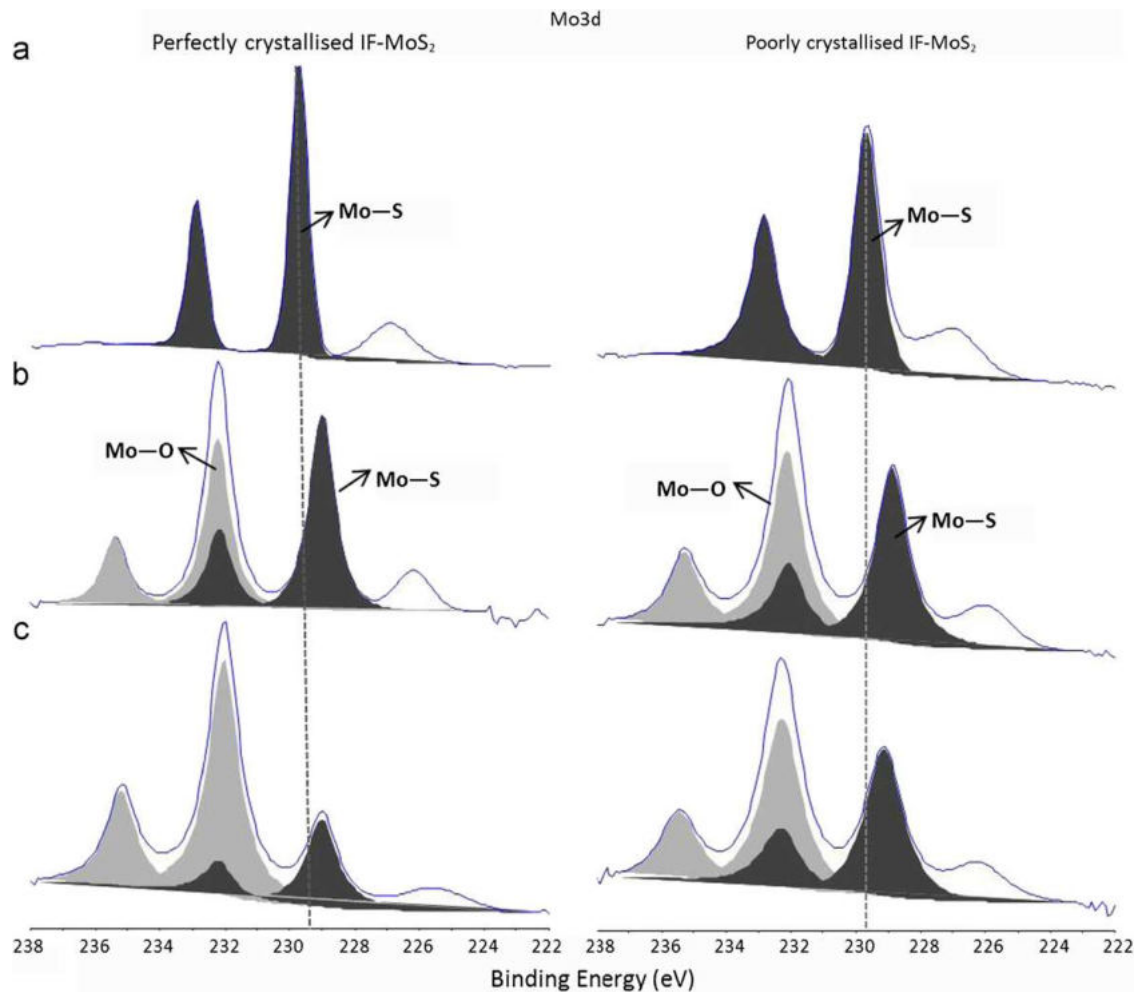 Mo3d
a
Perfectly crystallised IF-MoS₂
Poorly crystallised IF-MoS₂
Mo—S
Mo—S
b
Mo—O
Mo—S
Mo—O
Mo—S
c
238 236 234 232 230 228 226 224 222
238 236 234 232 230 228 226 224 222
Binding Energy (eV)